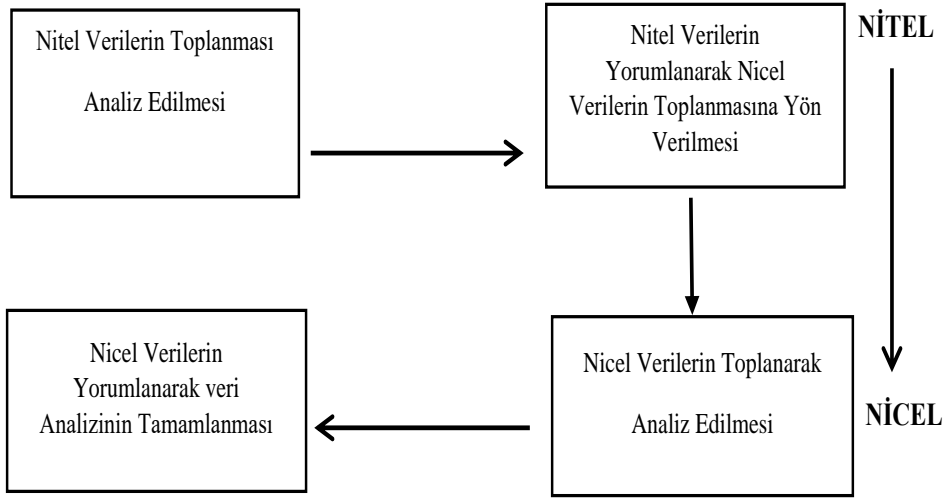 Nitel Verilerin Toplanması
Analiz Edilmesi
Nitel Verilerin
Yorumlanarak Nicel
Verilerin Toplanmasına Yön
Verilmesi
NİTEL
Nicel Verilerin
Yorumlanarak veri
Analizinin Tamamlanması
Nicel Verilerin Toplanarak
Analiz Edilmesi
NİCEL